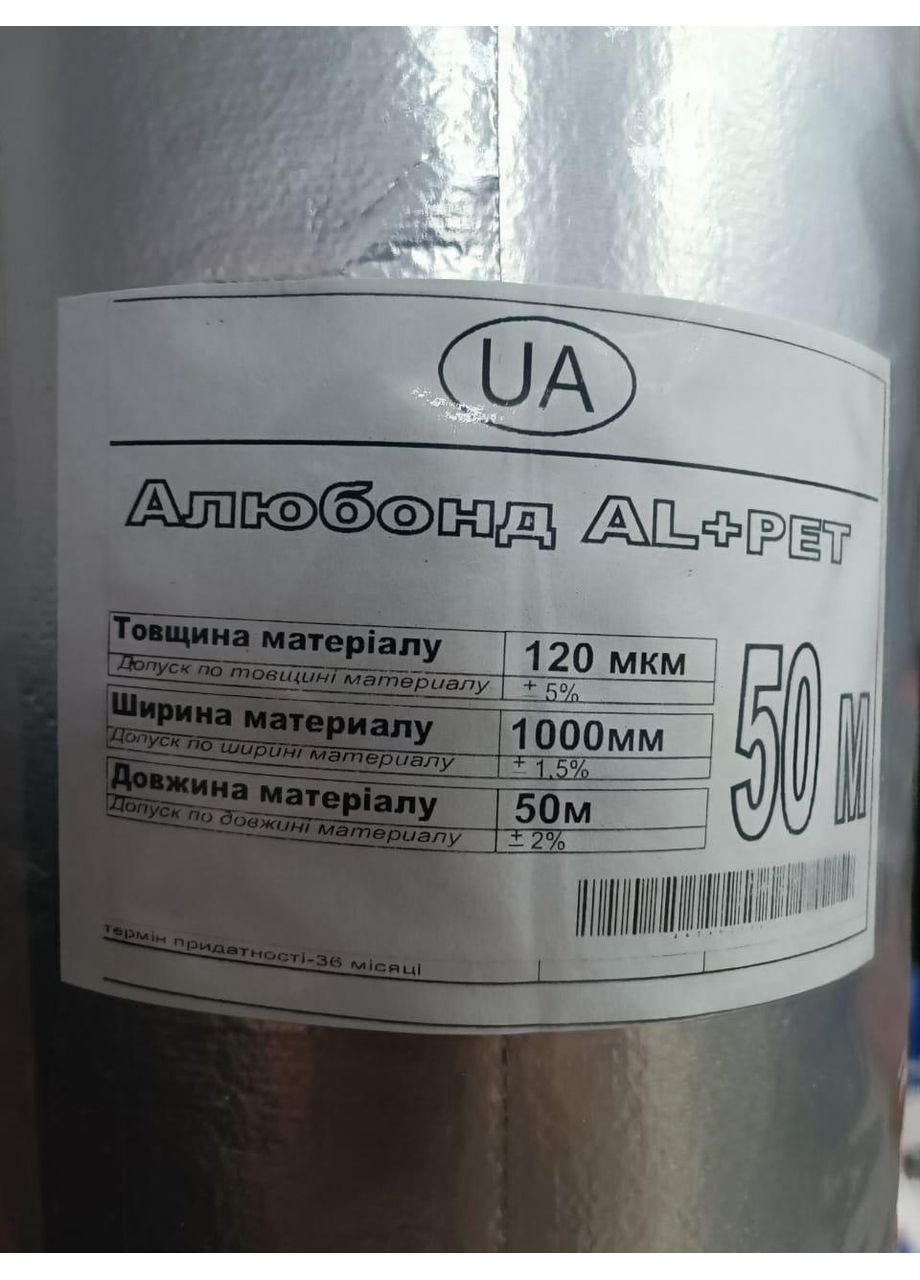 UA
Алюбонд AL+PET
Товщина матеріалу 120 мкм
Допуск по товщині материалу ± 5%
Ширина материалу 1000мм
Допуск по ширині материалу ± 1,5%
Довжина матеріалу 50м
Допуск по довжині материалу ± 2%
50 м
термін придатності-36 місяці